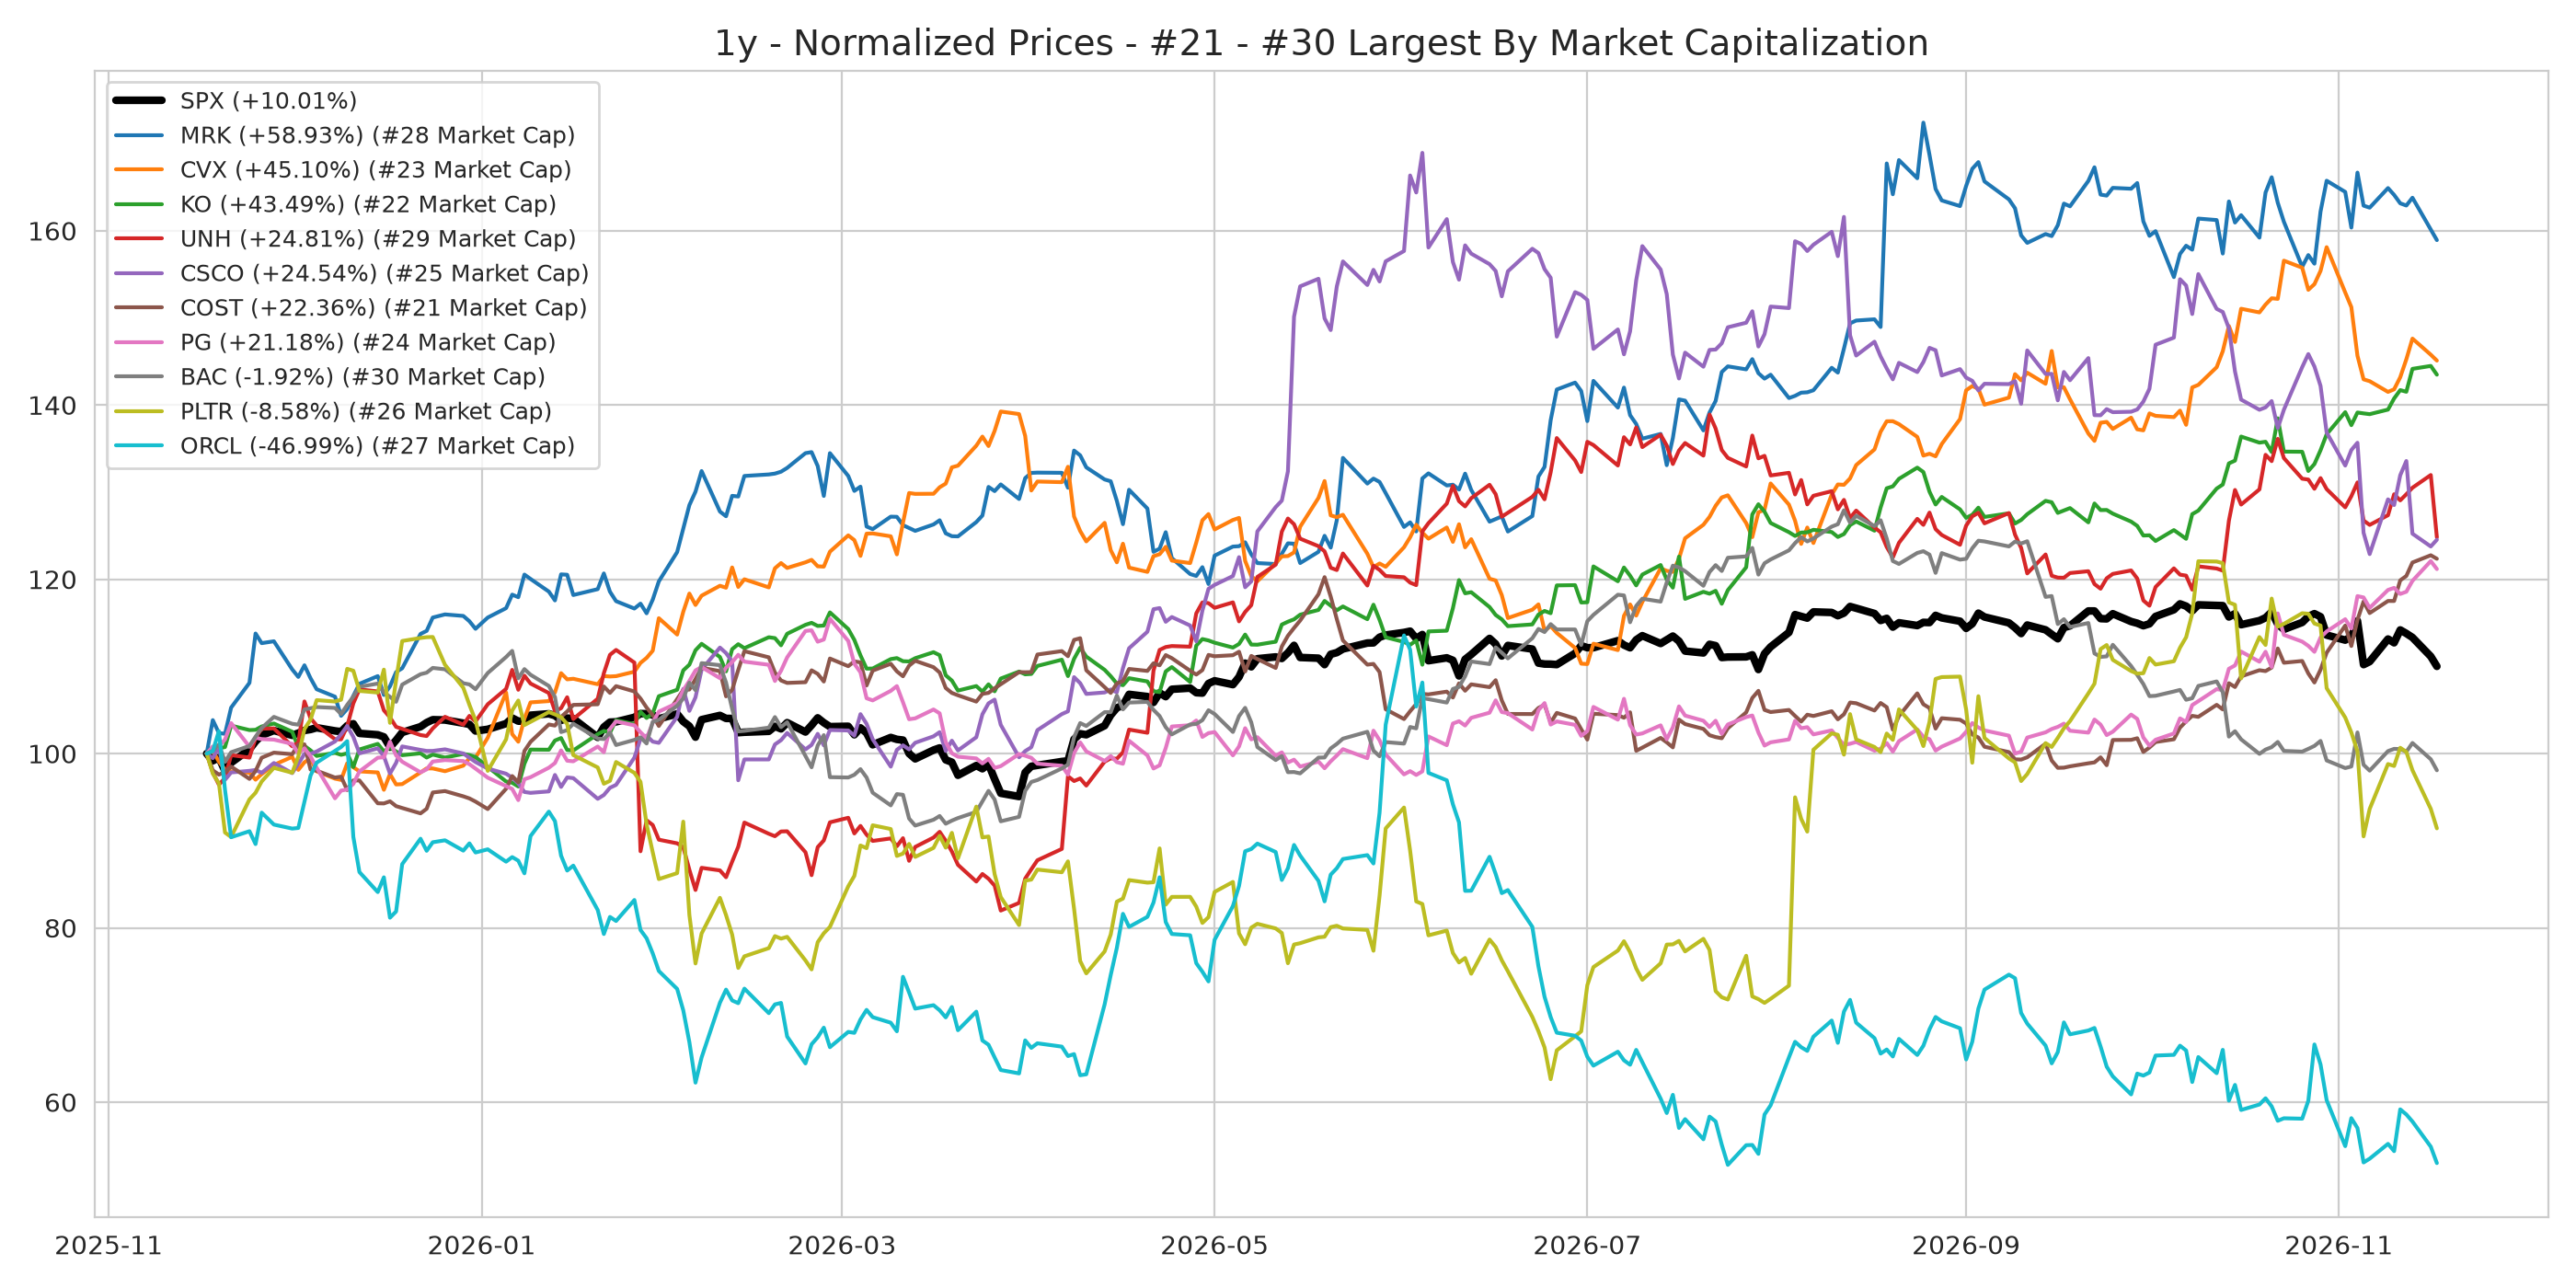 1y - Normalized Prices - #21 - #30 Largest By Market Capitalization
SPX (+10.01%)
MRK (+58.93%) (#28 Market Cap)
CVX (+45.10%) (#23 Market Cap)
KO (+43.49%) (#22 Market Cap)
UNH (+24.81%) (#29 Market Cap)
CSCO (+24.54%) (#25 Market Cap)
COST (+22.36%) (#21 Market Cap)
PG (+21.18%) (#24 Market Cap)
BAC (-1.92%) (#30 Market Cap)
PLTR (-8.58%) (#26 Market Cap)
ORCL (-46.99%) (#27 Market Cap)
160
140
120
100
80
60
2025-11 2026-01 2026-03 2026-05 2026-07 2026-09 2026-11